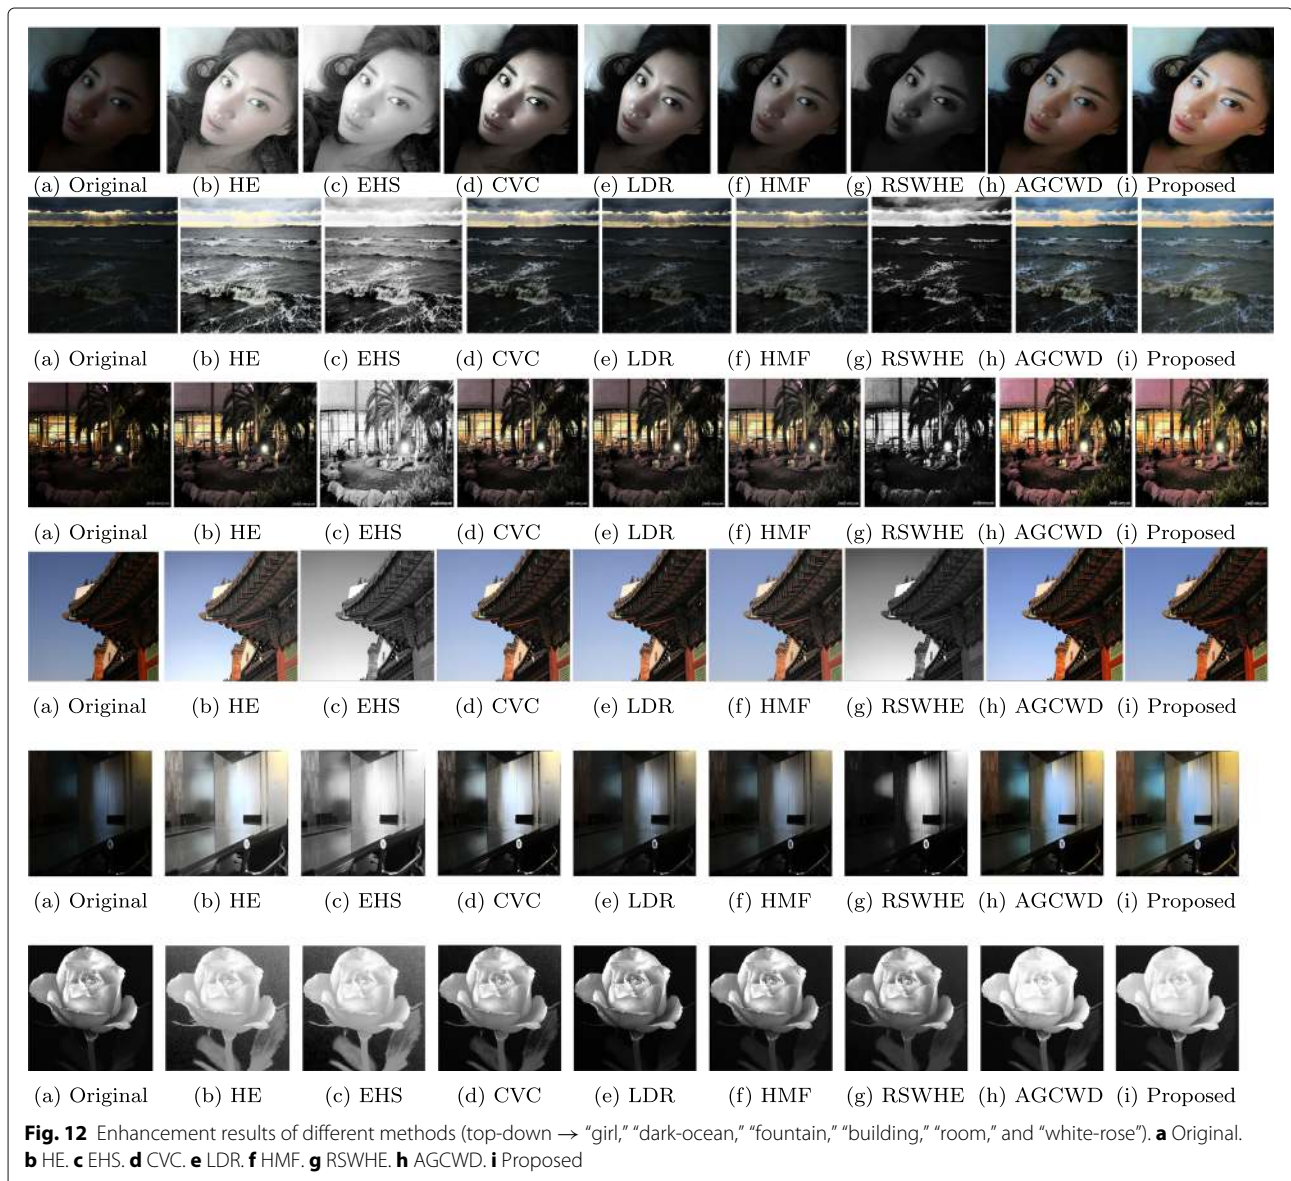 (a) Original (b) HE (c) EHS (d) CVC (e) LDR (f) HMF (g) RSWHE (h) AGCWD (i) Proposed
(a) Original (b) HE (c) EHS (d) CVC (e) LDR (f) HMF (g) RSWHE (h) AGCWD (i) Proposed
(a) Original (b) HE (c) EHS (d) CVC (e) LDR (f) HMF (g) RSWHE (h) AGCWD (i) Proposed
(a) Original (b) HE (c) EHS (d) CVC (e) LDR (f) HMF (g) RSWHE (h) AGCWD (i) Proposed
(a) Original (b) HE (c) EHS (d) CVC (e) LDR (f) HMF (g) RSWHE (h) AGCWD (i) Proposed
(a) Original (b) HE (c) EHS (d) CVC (e) LDR (f) HMF (g) RSWHE (h) AGCWD (i) Proposed
Fig. 12 Enhancement results of different methods (top-down → “girl,” “dark-ocean,” “fountain,” “building,” “room,” and “white-rose”). a Original.
b HE. c EHS. d CVC. e LDR. f HMF. g RSWHE. h AGCWD. i Proposed